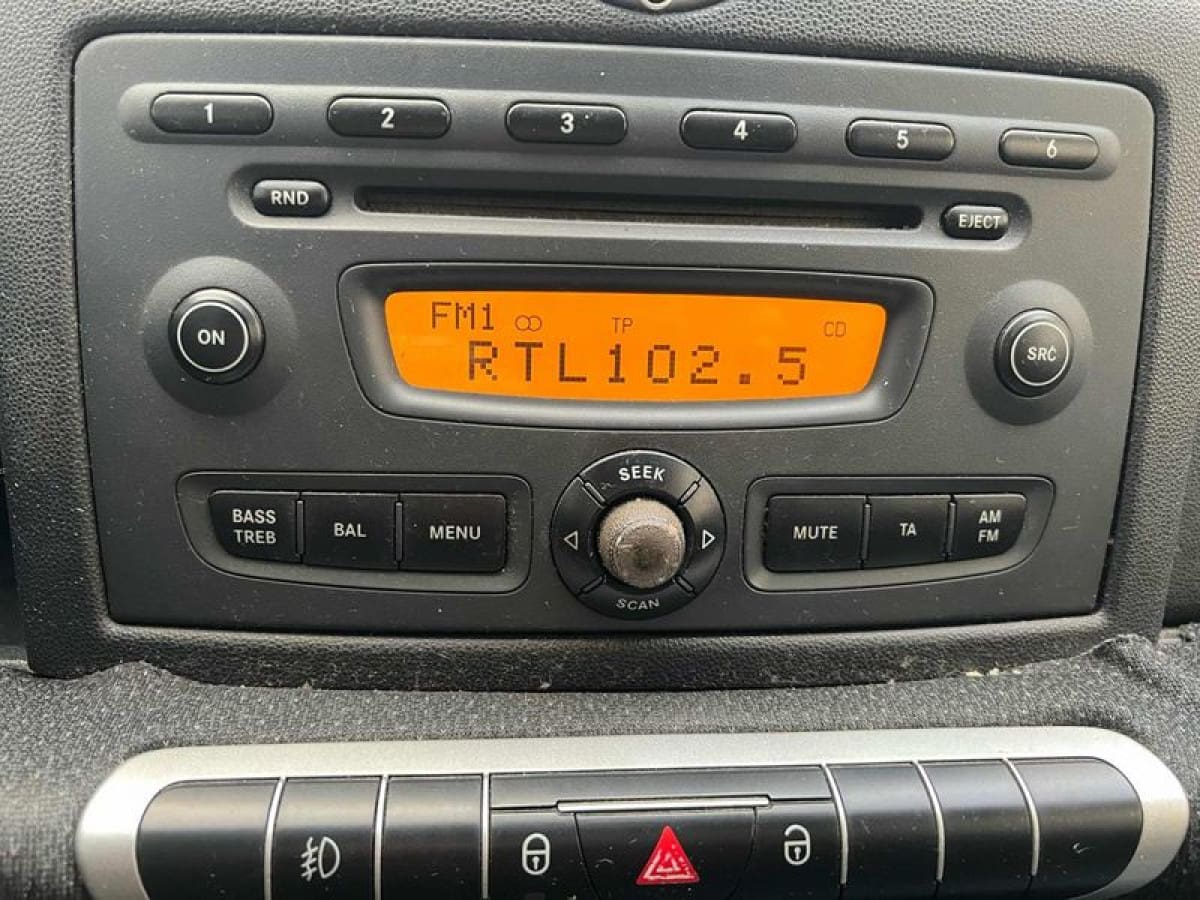 1 2 3 4 5 6
RND EJECT
FM1 TP CD
ON RTL102.5 SRC
SEEK
BASS
TREB BAL MENU MUTE TA AM
FM
SCAN